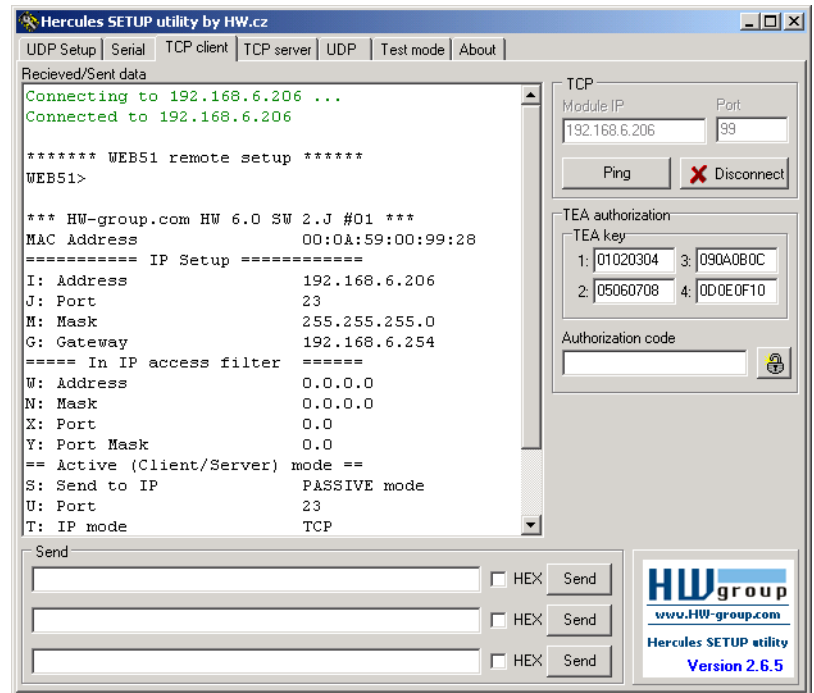 Hercules SETUP utility by HW.cz
UDP Setup Serial TCP client TCP server UDP Test mode About
Recieved/Sent data
Connecting to 192.168.6.206 ...
Connected to 192.168.6.206
******* WEB51 remote setup ******
WEB51>
*** HW-group.com HW 6.0 SW 2.J #01 ***
MAC Address 00:0A:59:00:99:28
=========== IP Setup ============
I: Address 192.168.6.206
J: Port 23
M: Mask 255.255.255.0
G: Gateway 192.168.6.254
===== In IP access filter ======
W: Address 0.0.0.0
N: Mask 0.0.0.0
X: Port 0.0
Y: Port Mask 0.0
== Active (Client/Server) mode ==
S: Send to IP PASSIVE mode
U: Port 23
T: IP mode TCP
TCP
Module IP Port
192.168.6.206 99
Ping Disconnect
TEA authorization
TEA key
1: 01020304 3: 090A0B0C
2: 05060708 4: 0D0E0F10
Authorization code
Send
HEX Send
HEX Send
HEX Send
HWgroup
www.HW-group.com
Hercules SETUP utility
Version 2.6.5